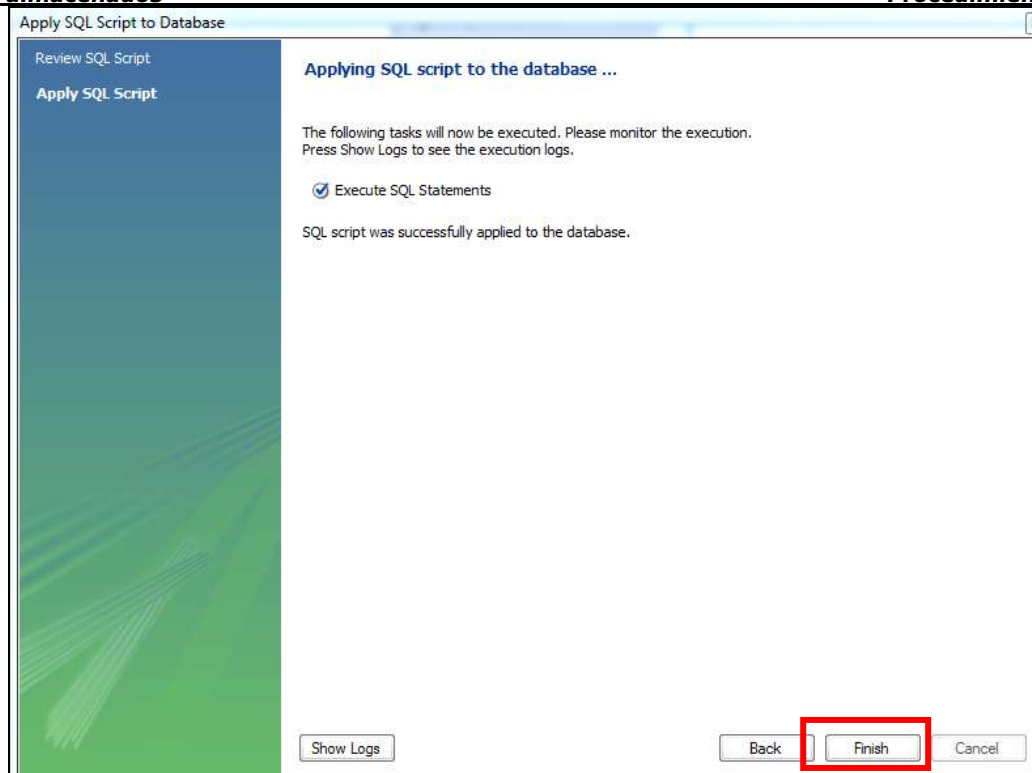 almacenados
Apply SQL Script to Database
Review SQL Script
Apply SQL Script
Applying SQL script to the database ...
The following tasks will now be executed. Please monitor the execution.
Press Show Logs to see the execution logs.
Execute SQL Statements
SQL script was successfully applied to the database.
Show Logs
Back
Finish
Cancel